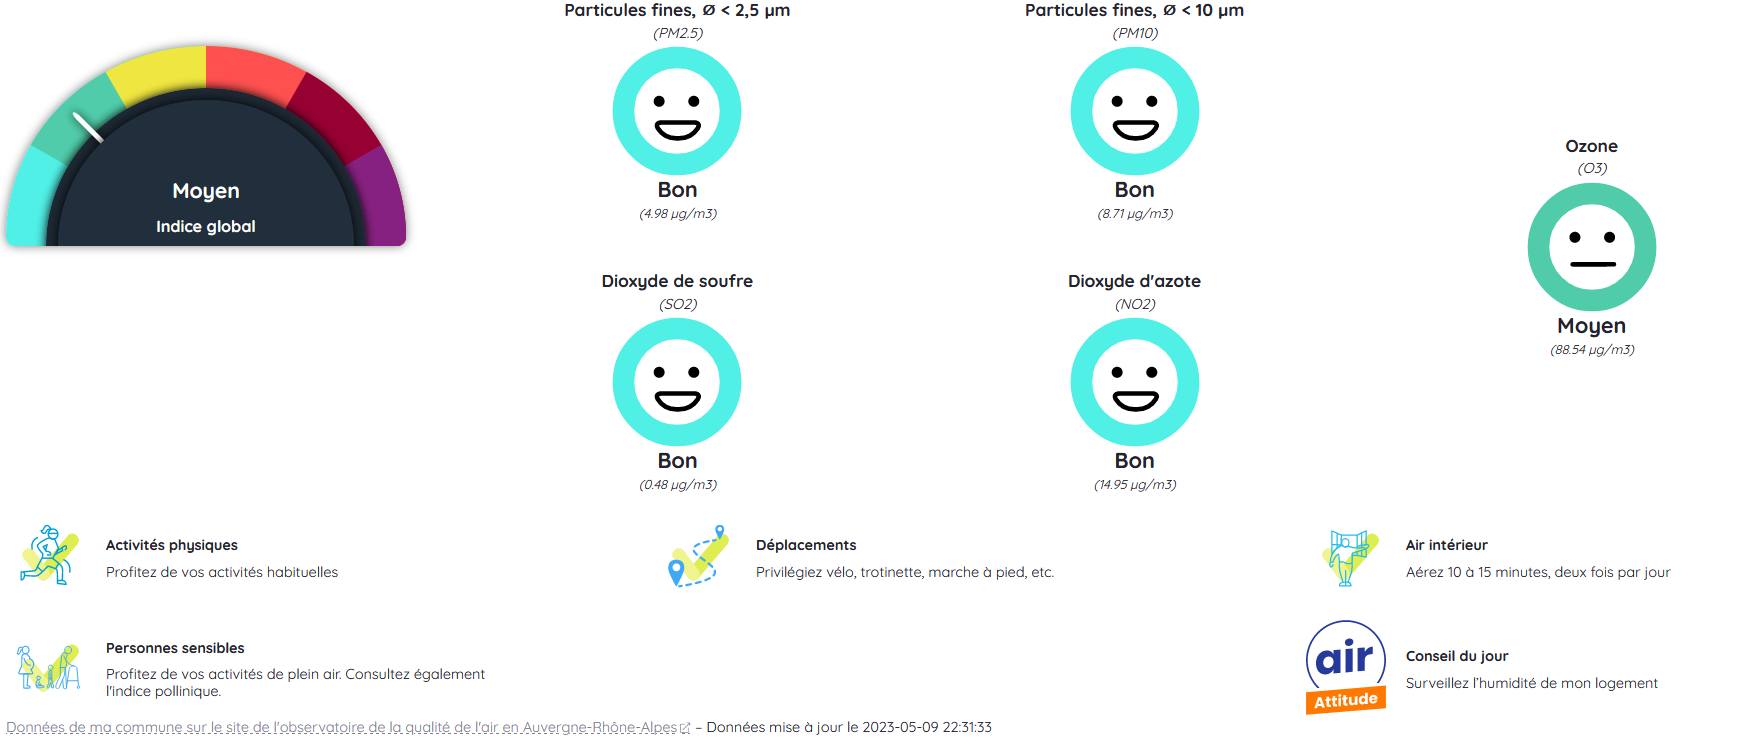 Moyen
Indice global
Particules fines, Ø < 2,5 µm
(PM2.5)
Bon
(4.98 µg/m3)
Particules fines, Ø < 10 µm
(PM10)
Bon
(8.71 µg/m3)
Dioxyde de soufre
(SO2)
Bon
(0.48 µg/m3)
Dioxyde d'azote
(NO2)
Bon
(14.95 µg/m3)
Ozone
(O3)
Moyen
(88.54 µg/m3)
Activités physiques
Profitez de vos activités habituelles
Déplacements
Privilégiez vélo, trotinette, marche à pied, etc.
Air intérieur
Aérez 10 à 15 minutes, deux fois par jour
Personnes sensibles
Profitez de vos activités de plein air. Consultez également
l'indice pollinique.
air
Attitude
Conseil du jour
Surveillez l’humidité de mon logement
Données de ma commune sur le site de l'observatoire de la qualité de l'air en Auvergne-Rhône-Alpes – Données mise à jour le 2023-05-09 22:31:33